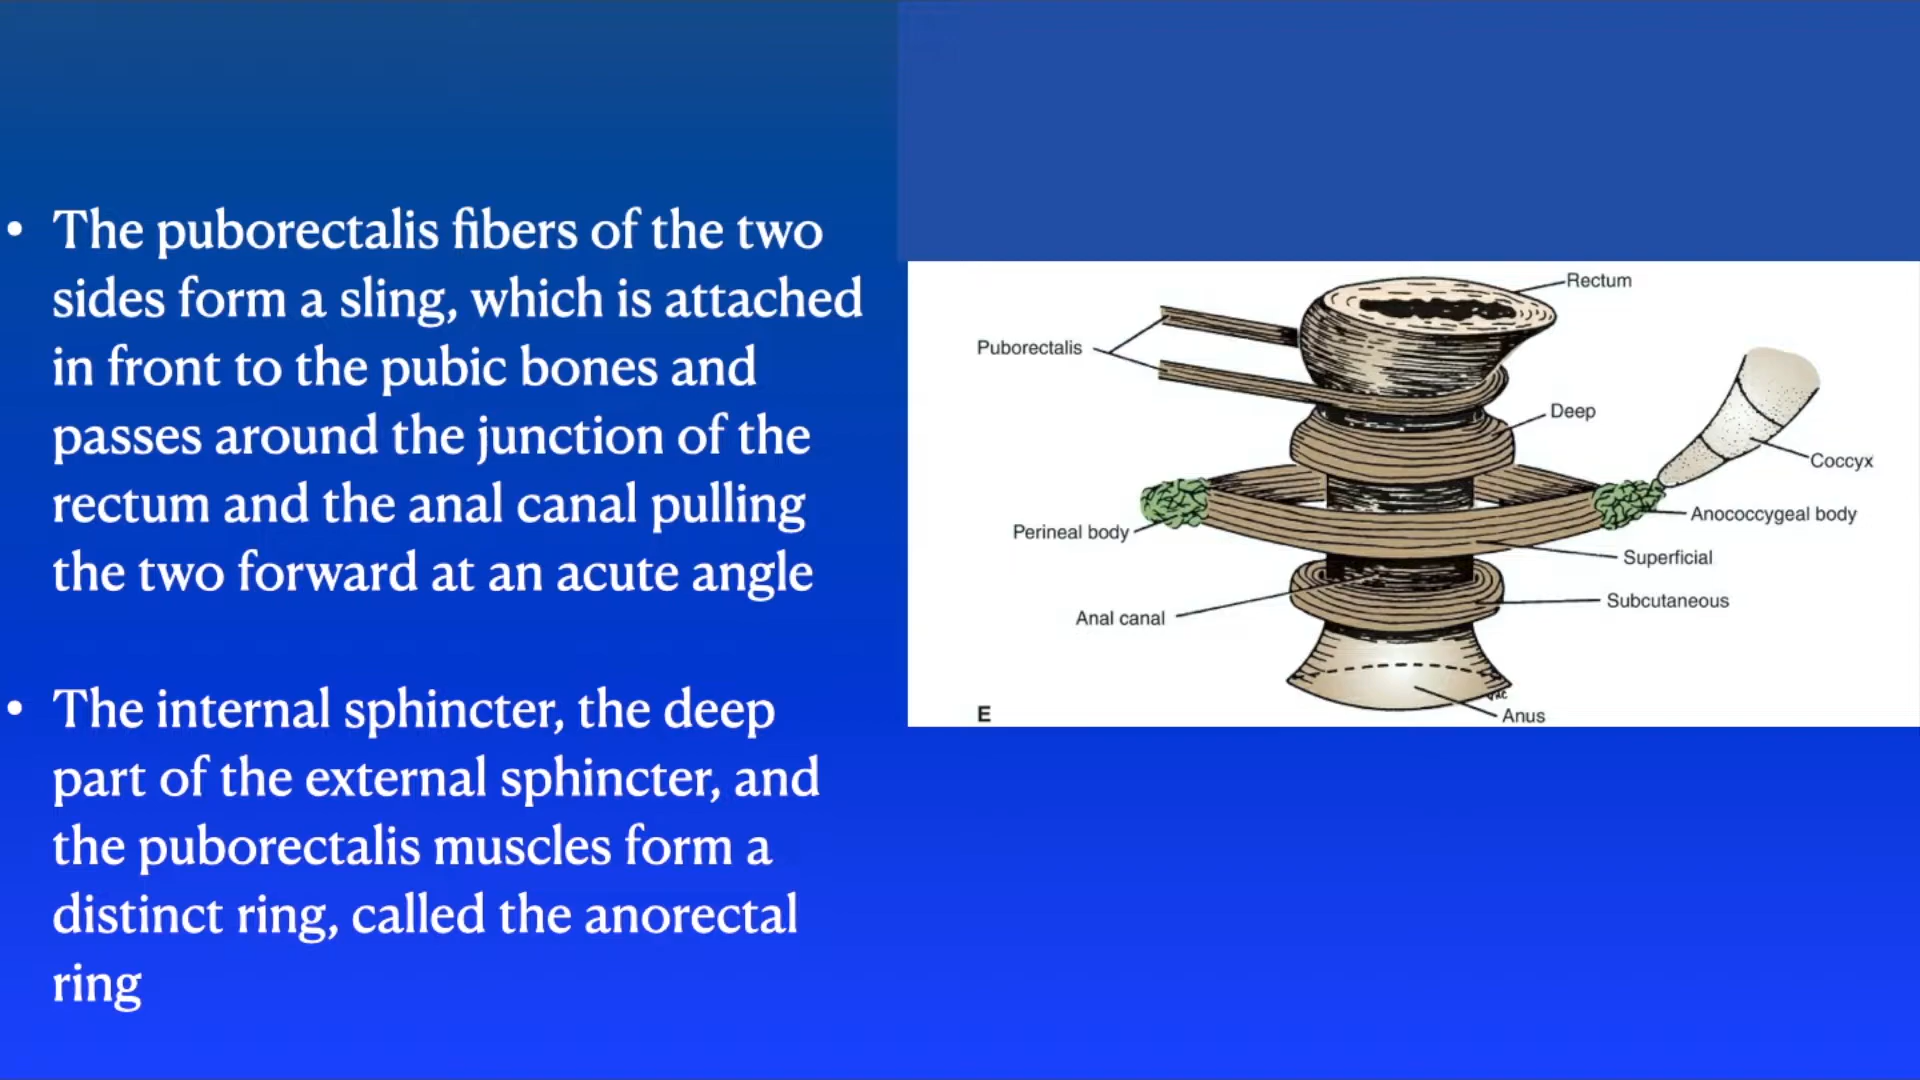 • The puborectalis fibers of the two
sides form a sling, which is attached
in front to the pubic bones and
passes around the junction of the
rectum and the anal canal pulling
the two forward at an acute angle
• The internal sphincter, the deep
part of the external sphincter, and
the puborectalis muscles form a
distinct ring, called the anorectal
ring
Rectum
Puborectalis
Deep
Coccyx
Anococcygeal body
Perineal body
Superficial
Subcutaneous
Anal canal
E
Anus